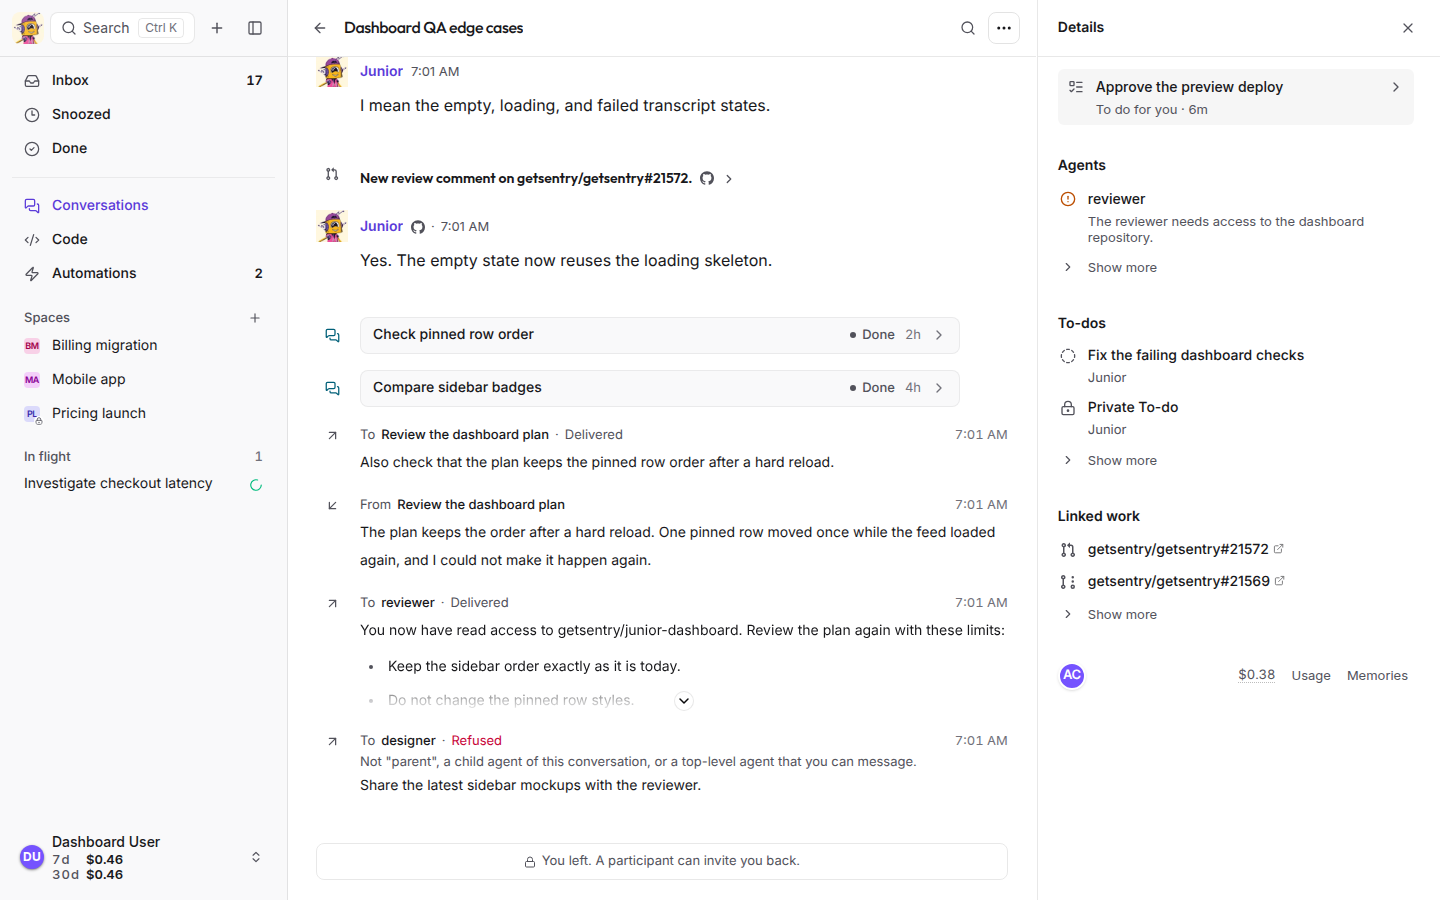 Search Ctrl K
Inbox 17
Snoozed
Done
Conversations
Code
Automations 2
Spaces
BM Billing migration
MA Mobile app
PL Pricing launch
In flight 1
Investigate checkout latency
DU Dashboard User
7d $0.46
30d $0.46
Dashboard QA edge cases
Junior 7:01 AM
I mean the empty, loading, and failed transcript states.
New review comment on getsentry/getsentry#21572.
Junior · 7:01 AM
Yes. The empty state now reuses the loading skeleton.
Check pinned row order Done 2h
Compare sidebar badges Done 4h
To Review the dashboard plan · Delivered 7:01 AM
Also check that the plan keeps the pinned row order after a hard reload.
From Review the dashboard plan 7:01 AM
The plan keeps the order after a hard reload. One pinned row moved once while the feed loaded
again, and I could not make it happen again.
To reviewer · Delivered 7:01 AM
You now have read access to getsentry/junior-dashboard. Review the plan again with these limits:
• Keep the sidebar order exactly as it is today.
• Do not change the pinned row styles.
To designer · Refused 7:01 AM
Not "parent", a child agent of this conversation, or a top-level agent that you can message.
Share the latest sidebar mockups with the reviewer.
You left. A participant can invite you back.
Details
Approve the preview deploy
To do for you · 6m
Agents
reviewer
The reviewer needs access to the dashboard
repository.
Show more
To-dos
Fix the failing dashboard checks
Junior
Private To-do
Junior
Show more
Linked work
getsentry/getsentry#21572
getsentry/getsentry#21569
Show more
AC $0.38 Usage Memories